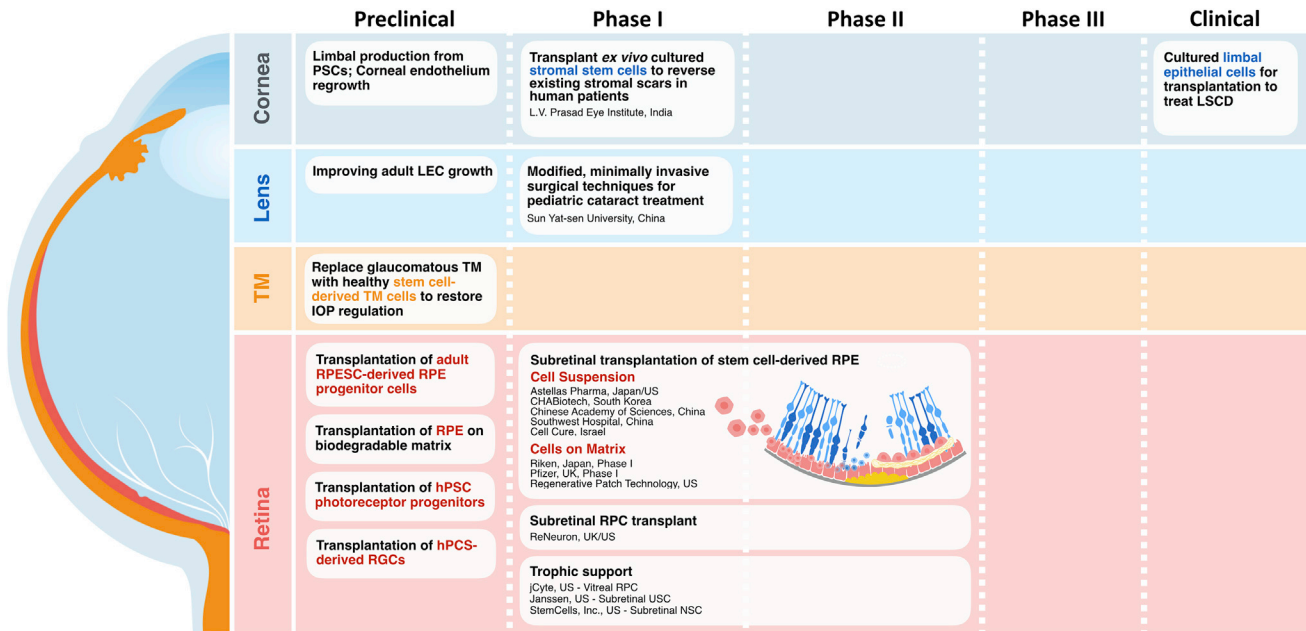 Preclinical
Phase I
Phase II
Phase III
Clinical
Cornea
Limbal production from
PSCs; Corneal endothelium
regrowth
Transplant ex vivo cultured
stromal stem cells to reverse
existing stromal scars in
human patients
L.V. Prasad Eye Institute, India
Cultured limbal
epithelial cells for
transplantation to
treat LSCD
Lens
Improving adult LEC growth
Modified, minimally invasive
surgical techniques for
pediatric cataract treatment
Sun Yat-sen University, China
TM
Replace glaucomatous TM
with healthy stem cell-
derived TM cells to restore
IOP regulation
Retina
Transplantation of adult
RPESC-derived RPE
progenitor cells
Transplantation of RPE on
biodegradable matrix
Transplantation of hPSC
photoreceptor progenitors
Transplantation of hPCS-
derived RGCs
Subretinal transplantation of stem cell-derived RPE
Cell Suspension
Astellas Pharma, Japan/US
CHABiotech, South Korea
Chinese Academy of Sciences, China
Southwest Hospital, China
Cell Cure, Israel
Cells on Matrix
Riken, Japan, Phase I
Pfizer, UK, Phase I
Regenerative Patch Technology, US
Subretinal RPC transplant
ReNeuron, UK/US
Trophic support
jCyte, US - Vitreal RPC
Janssen, US - Subretinal USC
StemCells, Inc., US - Subretinal NSC